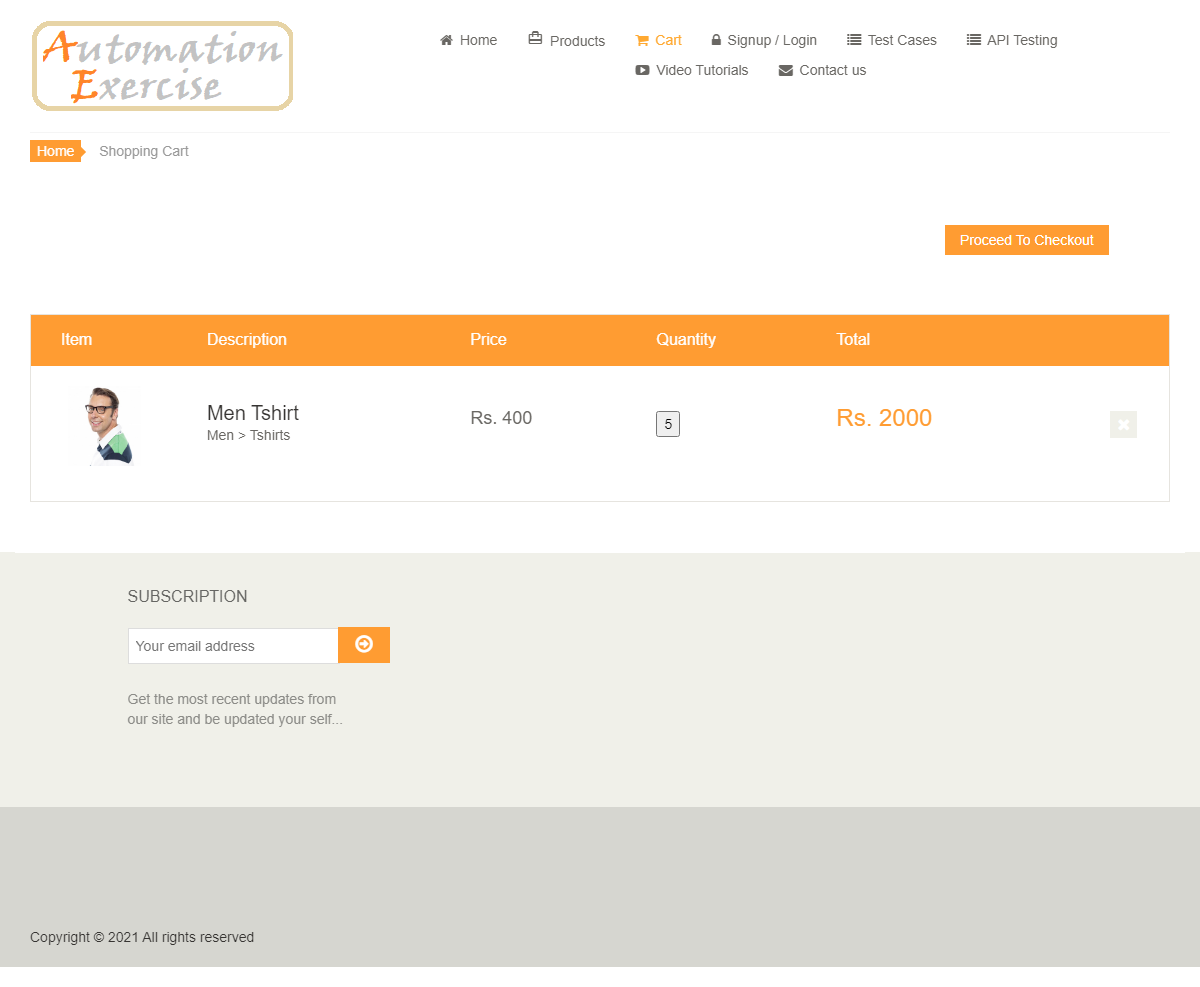 Automation
Exercise
Home Products Cart Signup / Login Test Cases API Testing
Video Tutorials Contact us
Home Shopping Cart
Proceed To Checkout
Item Description Price Quantity Total
Men Tshirt Rs. 400 5 Rs. 2000
Men > Tshirts
SUBSCRIPTION
Your email address
Get the most recent updates from
our site and be updated your self...
Copyright © 2021 All rights reserved